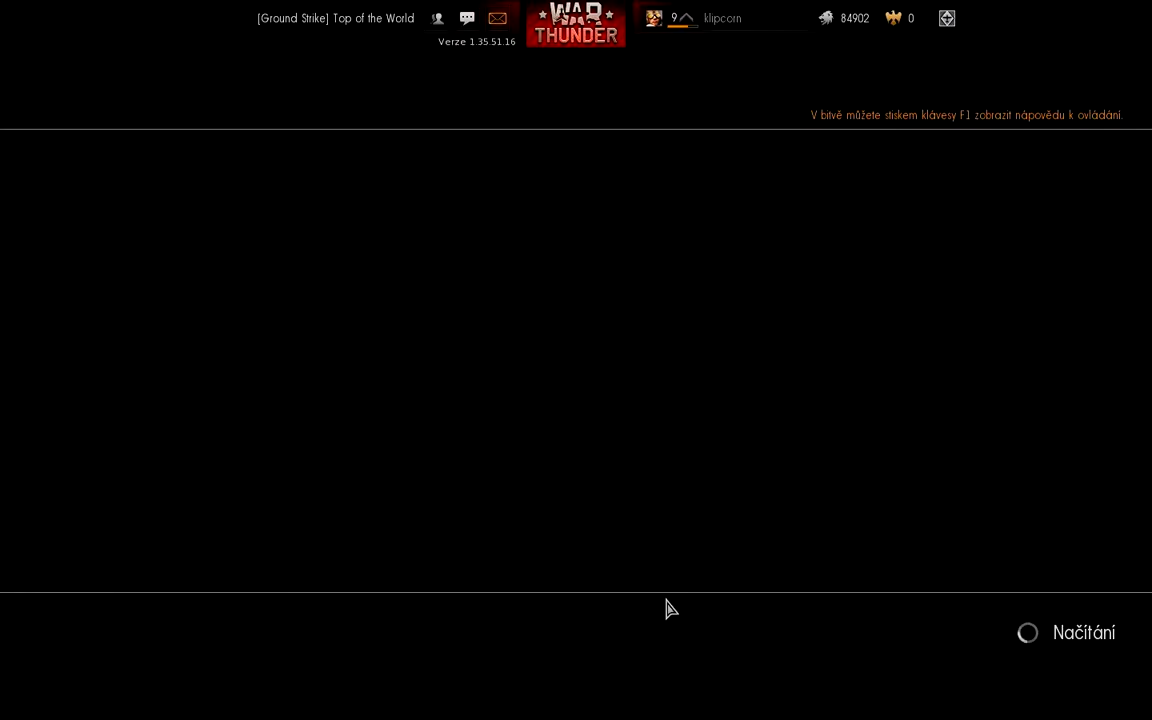 [Ground Strike] Top of the World
WAR THUNDER
9 klipcorn
84902
0
Verze 1.35.51.16
V bitvě můžete stiskem klávesy F1 zobrazit nápovědu k ovládání.
Načítání